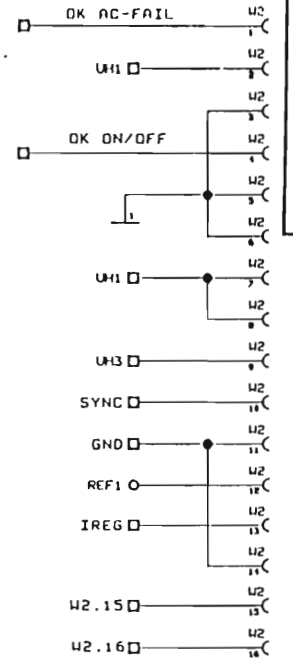 OK AC-FAIL W2
1
UH1 W2
2
W2
3
OK ON/OFF W2
4
W2
1 5
W2
6
UH1 W2
7
W2
8
UH3 W2
9
SYNC W2
10
GND W2
11
REF1 W2
12
IREG W2
13
W2
14
W2.15 W2
15
W2.16 W2
16